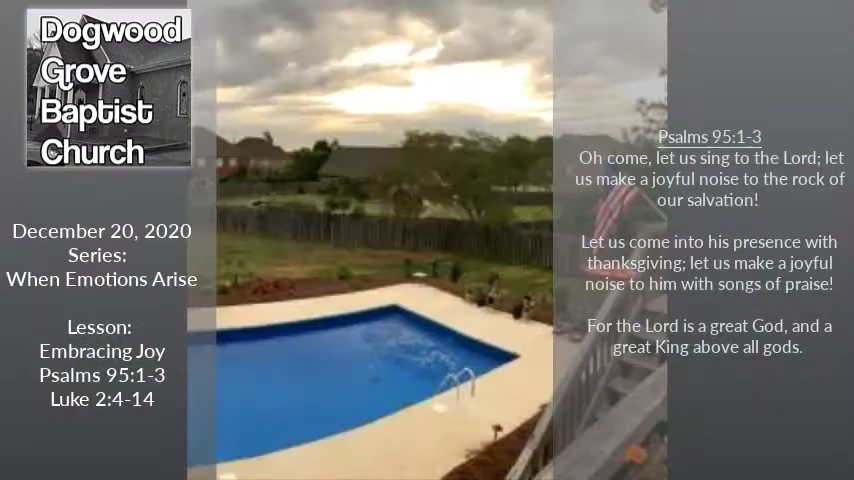 Dogwood
Grove
Baptist
Church
December 20, 2020
Series:
When Emotions Arise
Lesson:
Embracing Joy
Psalms 95:1-3
Luke 2:4-14
Psalms 95:1-3
Oh come, let us sing to the Lord; let
us make a joyful noise to the rock of
our salvation!
Let us come into his presence with
thanksgiving; let us make a joyful
noise to him with songs of praise!
For the Lord is a great God, and a
great King above all gods.